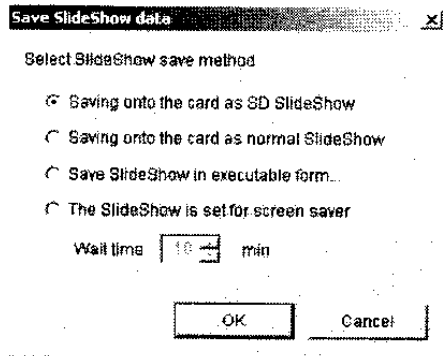 Save SlideShow data
Select SlideShow save method
Saving onto the card as SD SlideShow
Saving onto the card as normal SlideShow
Save SlideShow in executable form...
The SlideShow is set for screen saver
Wait time 10 min
OK Cancel